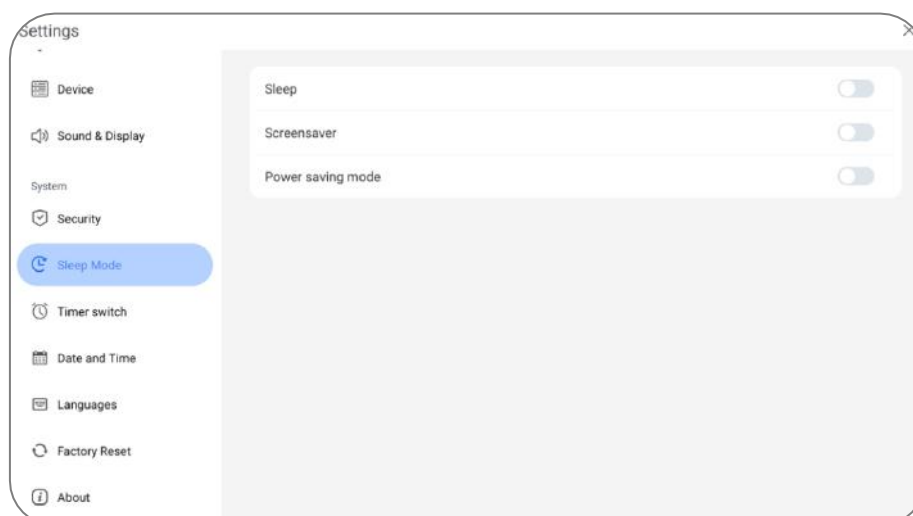 Settings
Device
Sound & Display
System
Security
Sleep Mode
Timer switch
Date and Time
Languages
Factory Reset
About
Sleep
Screensaver
Power saving mode